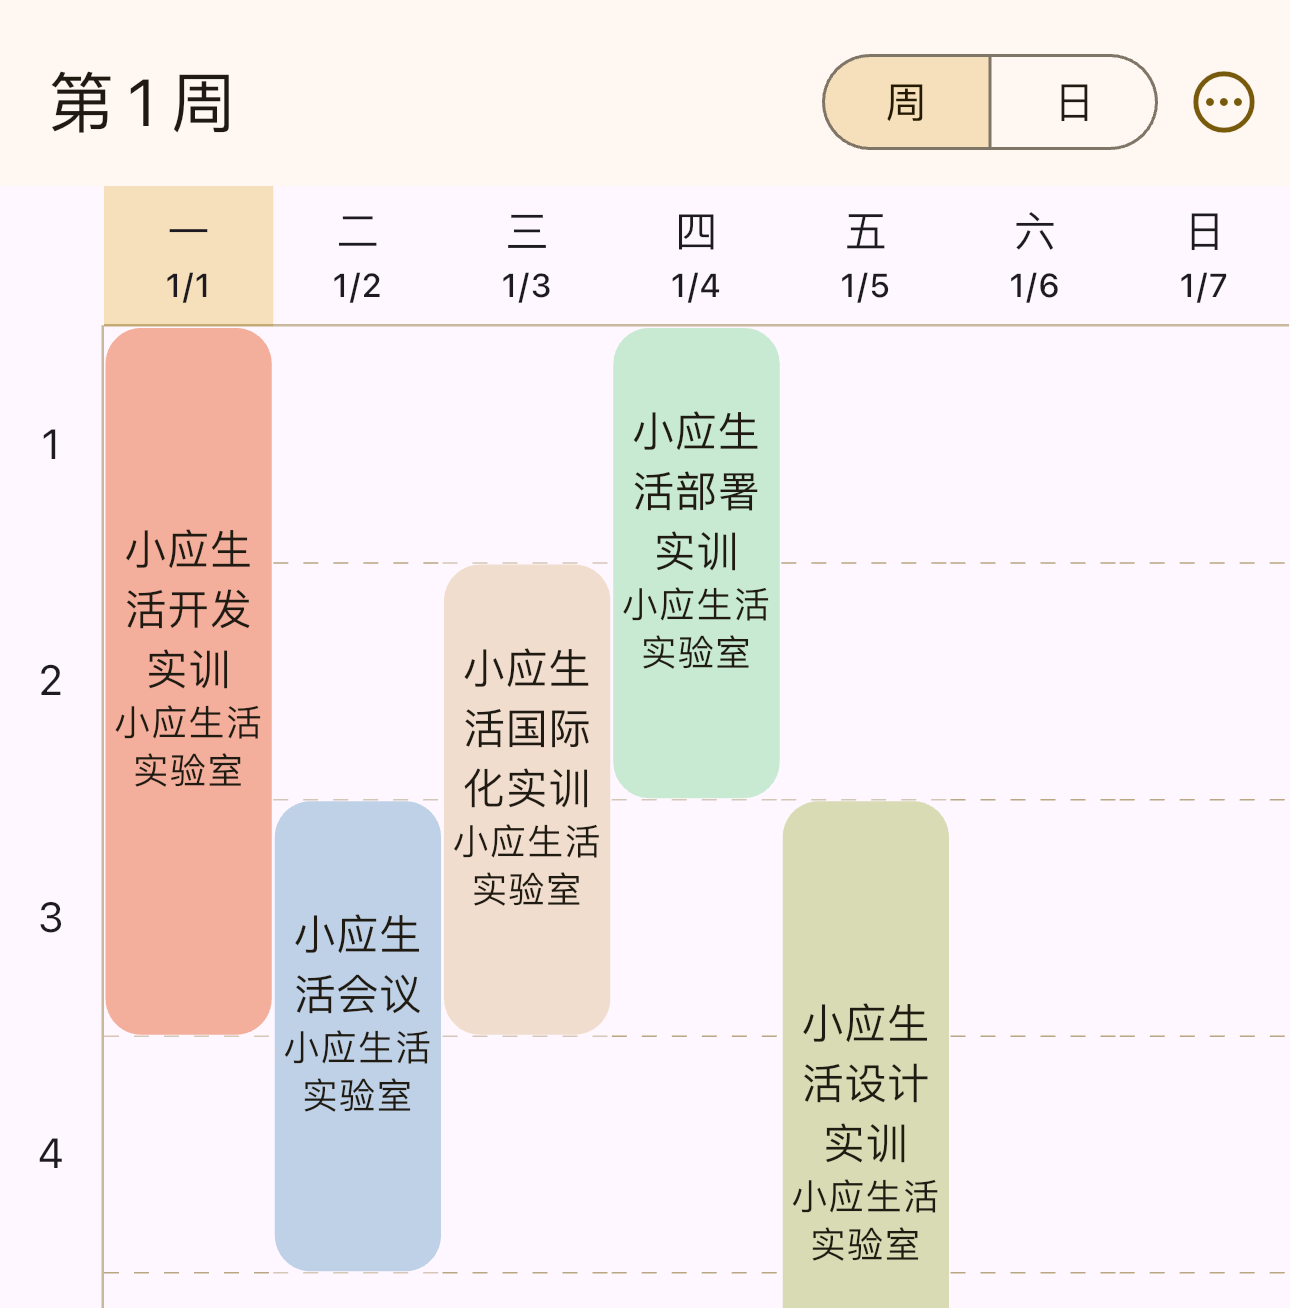 第 1 周
周
日
一
二
三
四
五
六
日
1/1
1/2
1/3
1/4
1/5
1/6
1/7
1
2
3
4
小应生
活开发
实训
小应生活
实验室
小应生
活会议
小应生活
实验室
小应生
活国际
化实训
小应生活
实验室
小应生
活部署
实训
小应生活
实验室
小应生
活设计
实训
小应生活
实验室